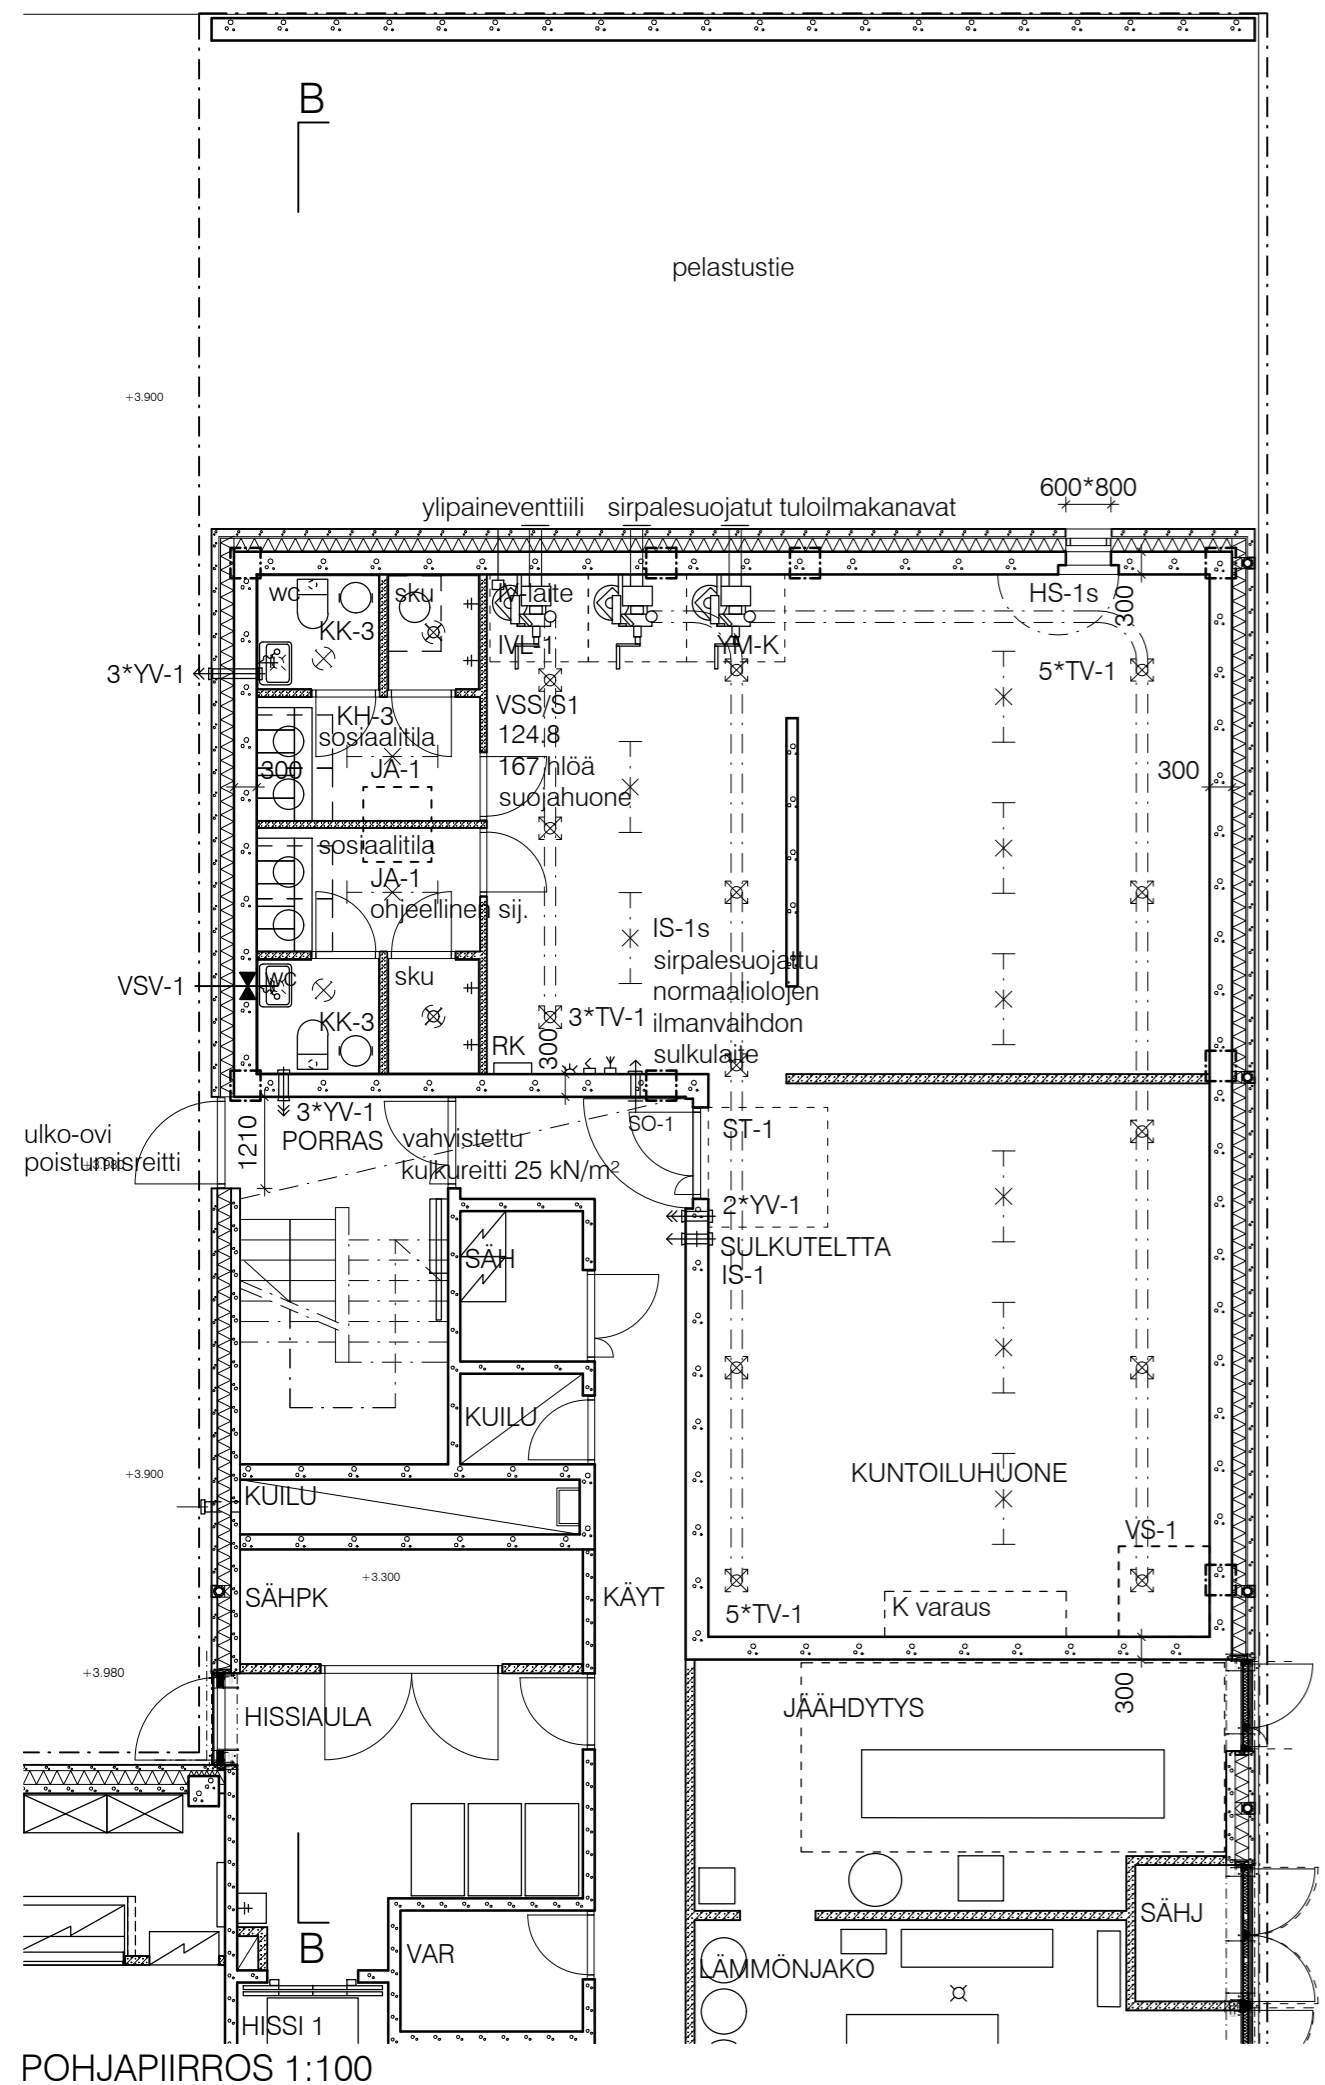 B
pelastustie
+3.900
600*800
ylipaineventtiili
sirpalesuojatut tuloilmakanavat
wc
sku
IV-laite
HS-1s
300
KK-3
IVL-1
YM-K
3*YV-1
5*TV-1
VSS/S1
124.8
167 hlöä
suojahuone
KH-3
sosiaalitila
300
JA-1
300
sosiaalitila
JA-1
ohjeellinen sij.
IS-1s
sirpalesuojattu
normaaliolojen
ilmanvaihdon
sulkulaite
VSV-1
wc
sku
KK-3
3*TV-1
RK
300
3*YV-1
PORRAS
SO-1
ST-1
ulko-ovi
poistumisreitti
+3.980
1210
vahvistettu
kulkureitti 25 kN/m²
2*YV-1
SULKUTELTTA
IS-1
SÄH
KUILU
+3.900
KUILU
KUNTOILUHUONE
VS-1
+3.300
SÄHPK
KÄYT
5*TV-1
K varaus
+3.980
HISSIAULA
JÄÄHDYTYS
300
SÄHJ
B
VAR
LÄMMÖNJAKO
HISSI 1
POHJAPIIRROS 1:100